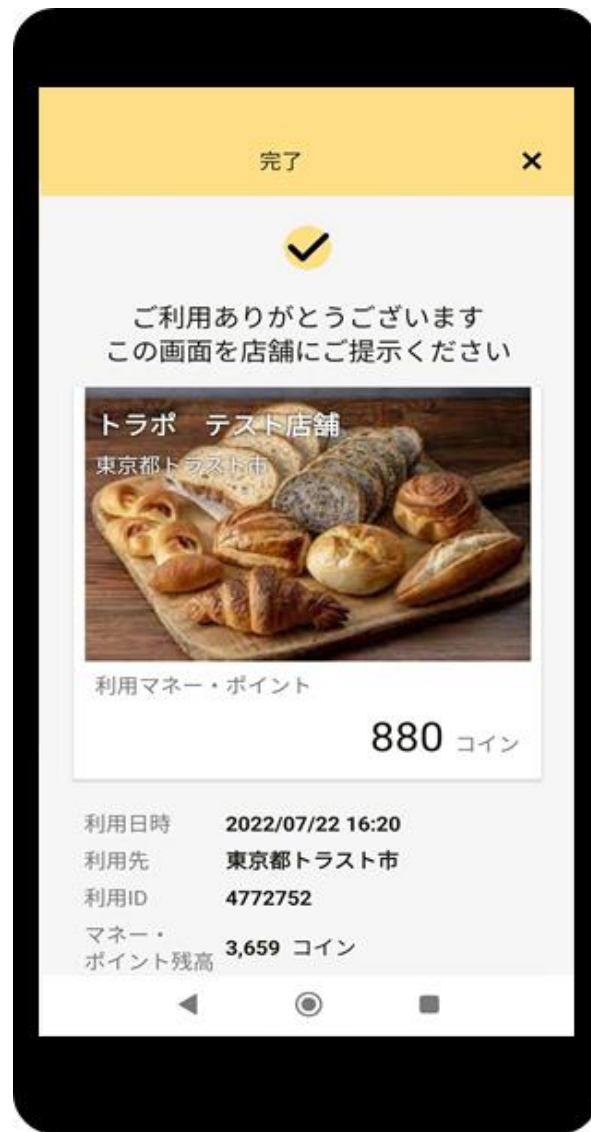 完了
ご利用ありがとうございます
この画面を店舗にご提示ください
トラポ　テスト店舗
東京都トラスト市
利用マネー・ポイント
880 コイン
利用日時 2022/07/22 16:20
利用先 東京都トラスト市
利用ID 4772752
マネー・
ポイント残高 3,659 コイン